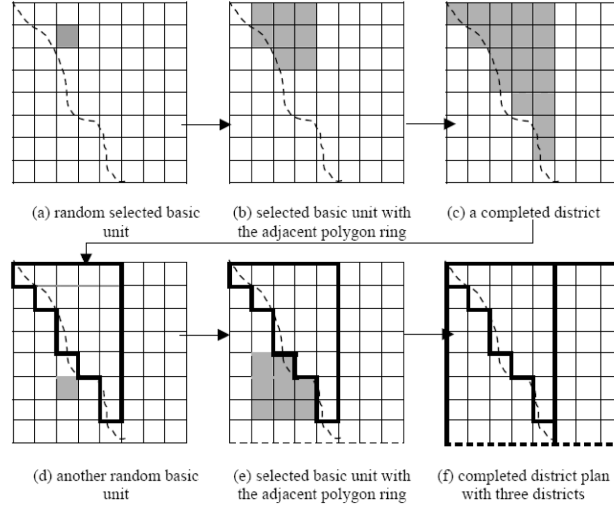 (a) random selected basic
unit
(b) selected basic unit with
the adjacent polygon ring
(c) a completed district
(d) another random basic
unit
(e) selected basic unit with
the adjacent polygon ring
(f) completed district plan
with three districts